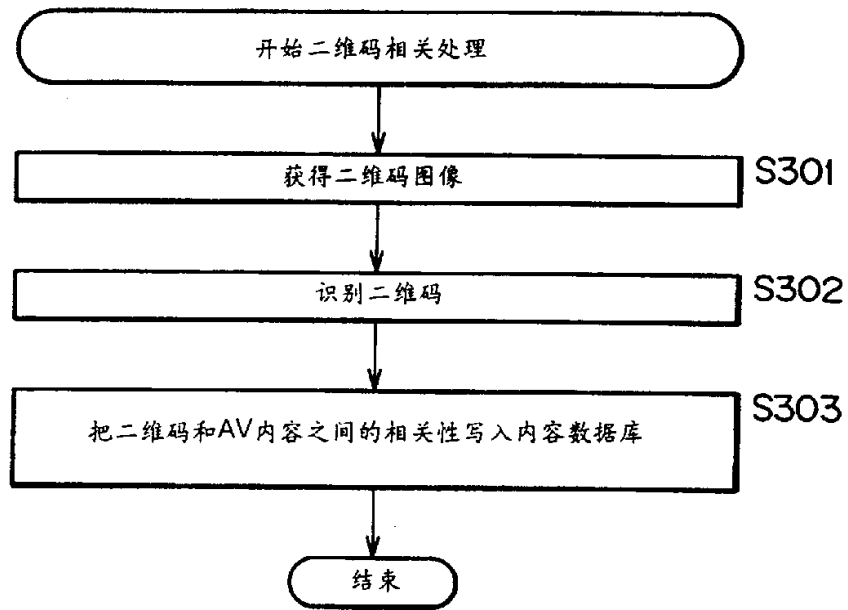 开始二维码相关处理
获得二维码图像
S301
识别二维码
S302
把二维码和AV内容之间的相关性写入内容数据库
S303
结束